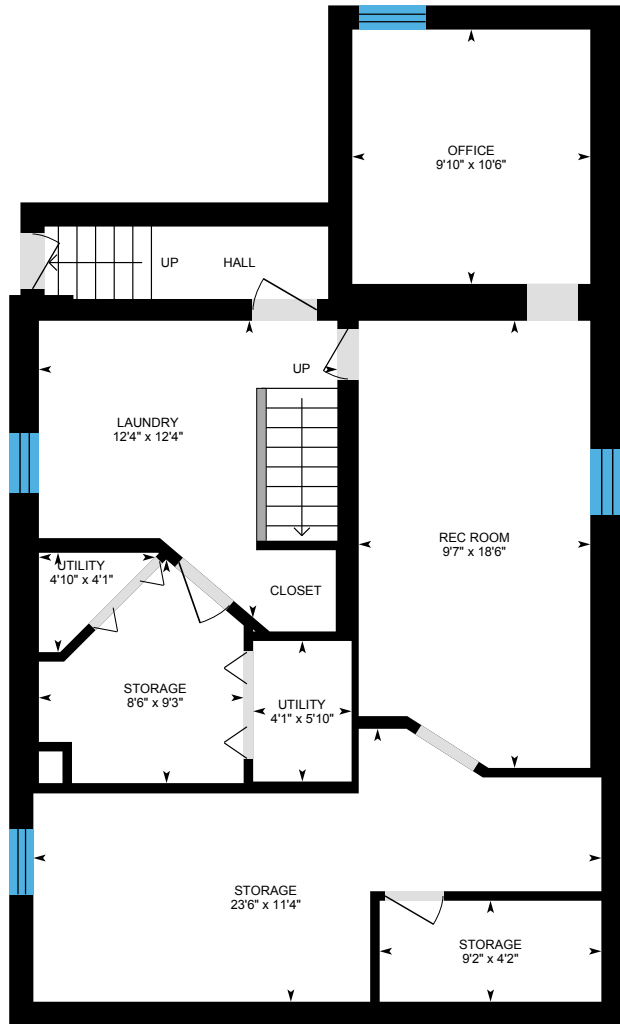 OFFICE
9'10" x 10'6"
UP
HALL
UP
LAUNDRY
12'4" x 12'4"
REC ROOM
9'7" x 18'6"
UTILITY
4'10" x 4'1"
CLOSET
STORAGE
8'6" x 9'3"
UTILITY
4'1" x 5'10"
STORAGE
23'6" x 11'4"
STORAGE
9'2" x 4'2"